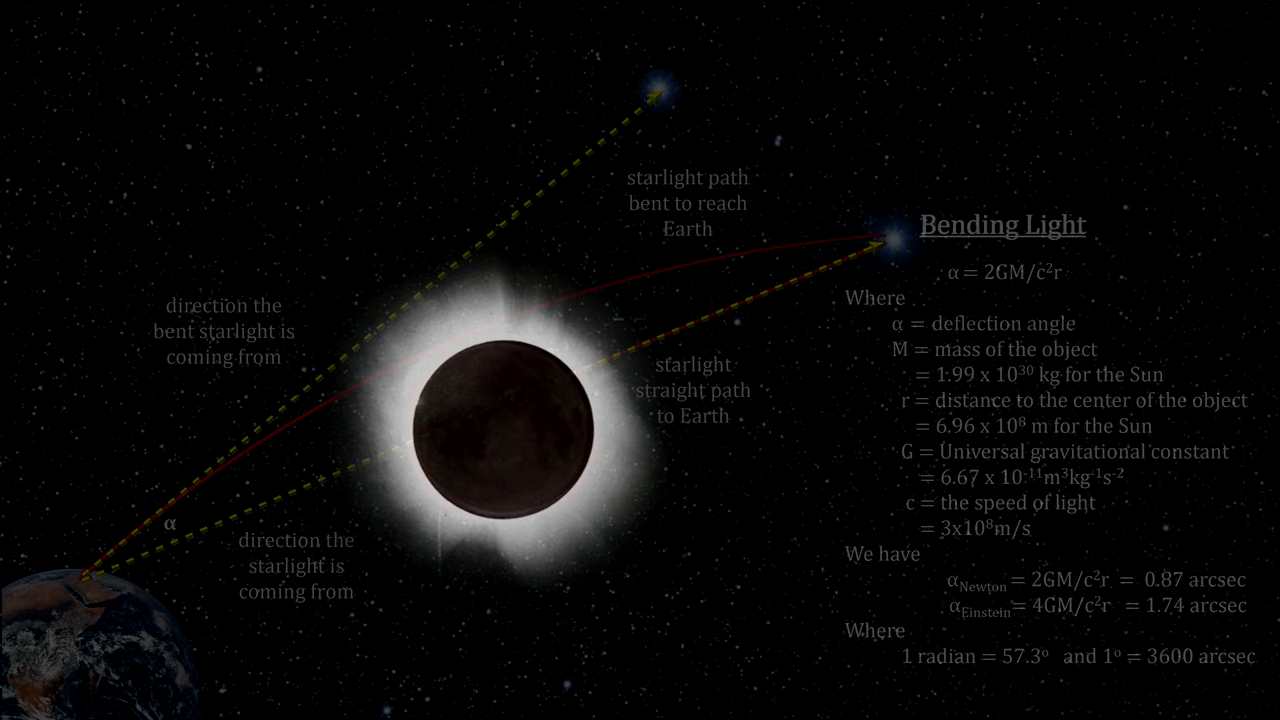 starlight path
bent to reach
Earth
Bending Light
α = 2GM/c²r
Where
direction the
bent starlight is
coming from
α = deflection angle
M = mass of the object
= 1.99 x 10³⁰ kg for the Sun
starlight
straight path
to Earth
r = distance to the center of the object
= 6.96 x 10⁸ m for the Sun
G = Universal gravitational constant
= 6.67 x 10⁻¹¹m³kg⁻¹s⁻²
c = the speed of light
= 3x10⁸m/s
α
direction the
starlight is
coming from
We have
αNewton = 2GM/c²r = 0.87 arcsec
αEinstein = 4GM/c²r = 1.74 arcsec
Where
1 radian = 57.3° and 1° = 3600 arcsec